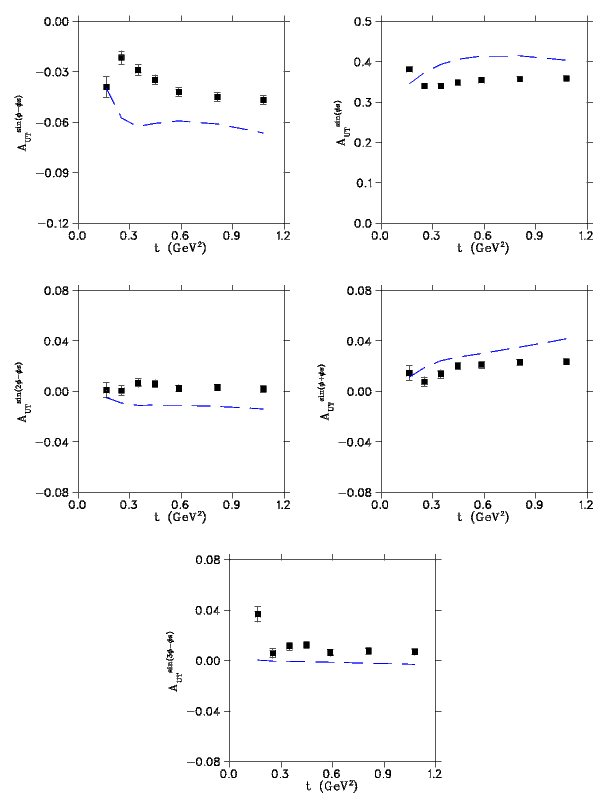 0.00
−0.03
−0.06
−0.09
−0.12
0.0 0.3 0.6 0.9 1.2
t (GeV²)
A_UT^sin(ϕ−ϕs)
0.5
0.4
0.3
0.2
0.1
0.0
0.0 0.3 0.6 0.9 1.2
t (GeV²)
A_UT^sin(ϕs)
0.08
0.04
0.00
−0.04
−0.08
0.0 0.3 0.6 0.9 1.2
t (GeV²)
A_UT^sin(2ϕ−ϕs)
0.08
0.04
0.00
−0.04
−0.08
0.0 0.3 0.6 0.9 1.2
t (GeV²)
A_UT^sin(ϕ+ϕs)
0.08
0.04
0.00
−0.04
−0.08
0.0 0.3 0.6 0.9 1.2
t (GeV²)
A_UT^sin(3ϕ−ϕs)